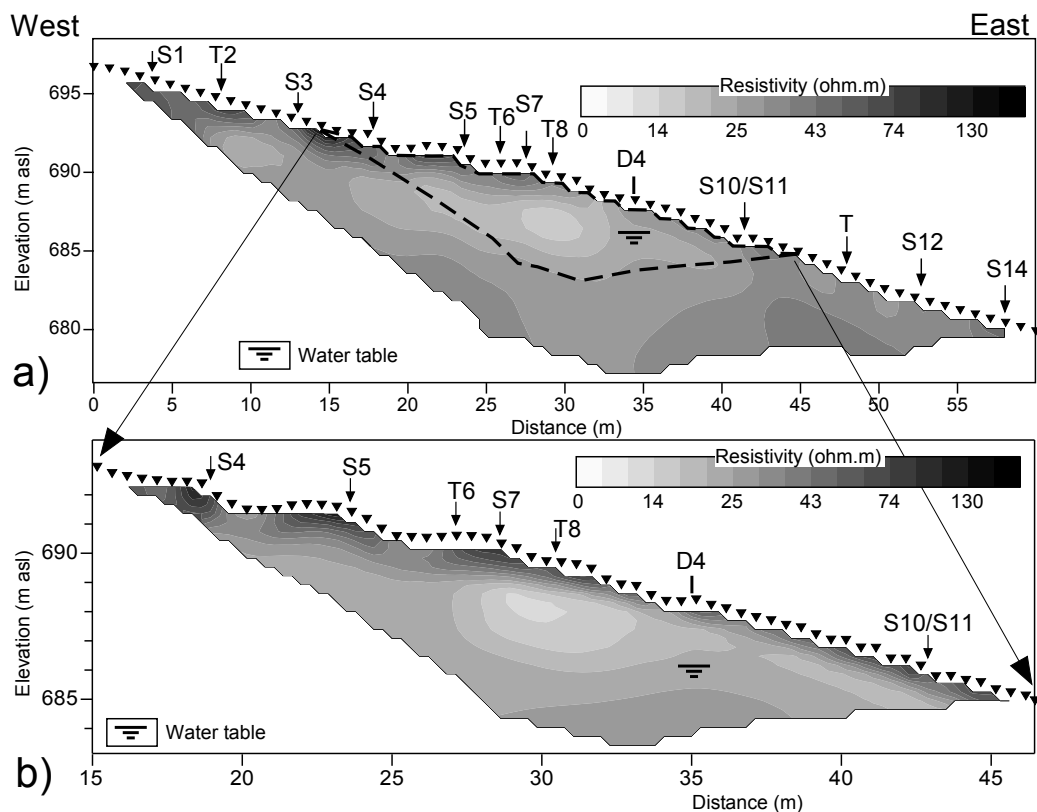 West East
S1 T2 S3 S4 S5 T6 S7 T8 D4 S10/S11 T S12 S14
Resistivity (ohm.m)
0 14 25 43 74 130
Elevation (m asl)
695
690
685
680
Water table
a)
0 5 10 15 20 25 30 35 40 45 50 55
Distance (m)
S4 S5 T6 S7 T8 D4 S10/S11
Resistivity (ohm.m)
0 14 25 43 74 130
Elevation (m asl)
690
685
Water table
b)
15 20 25 30 35 40 45
Distance (m)